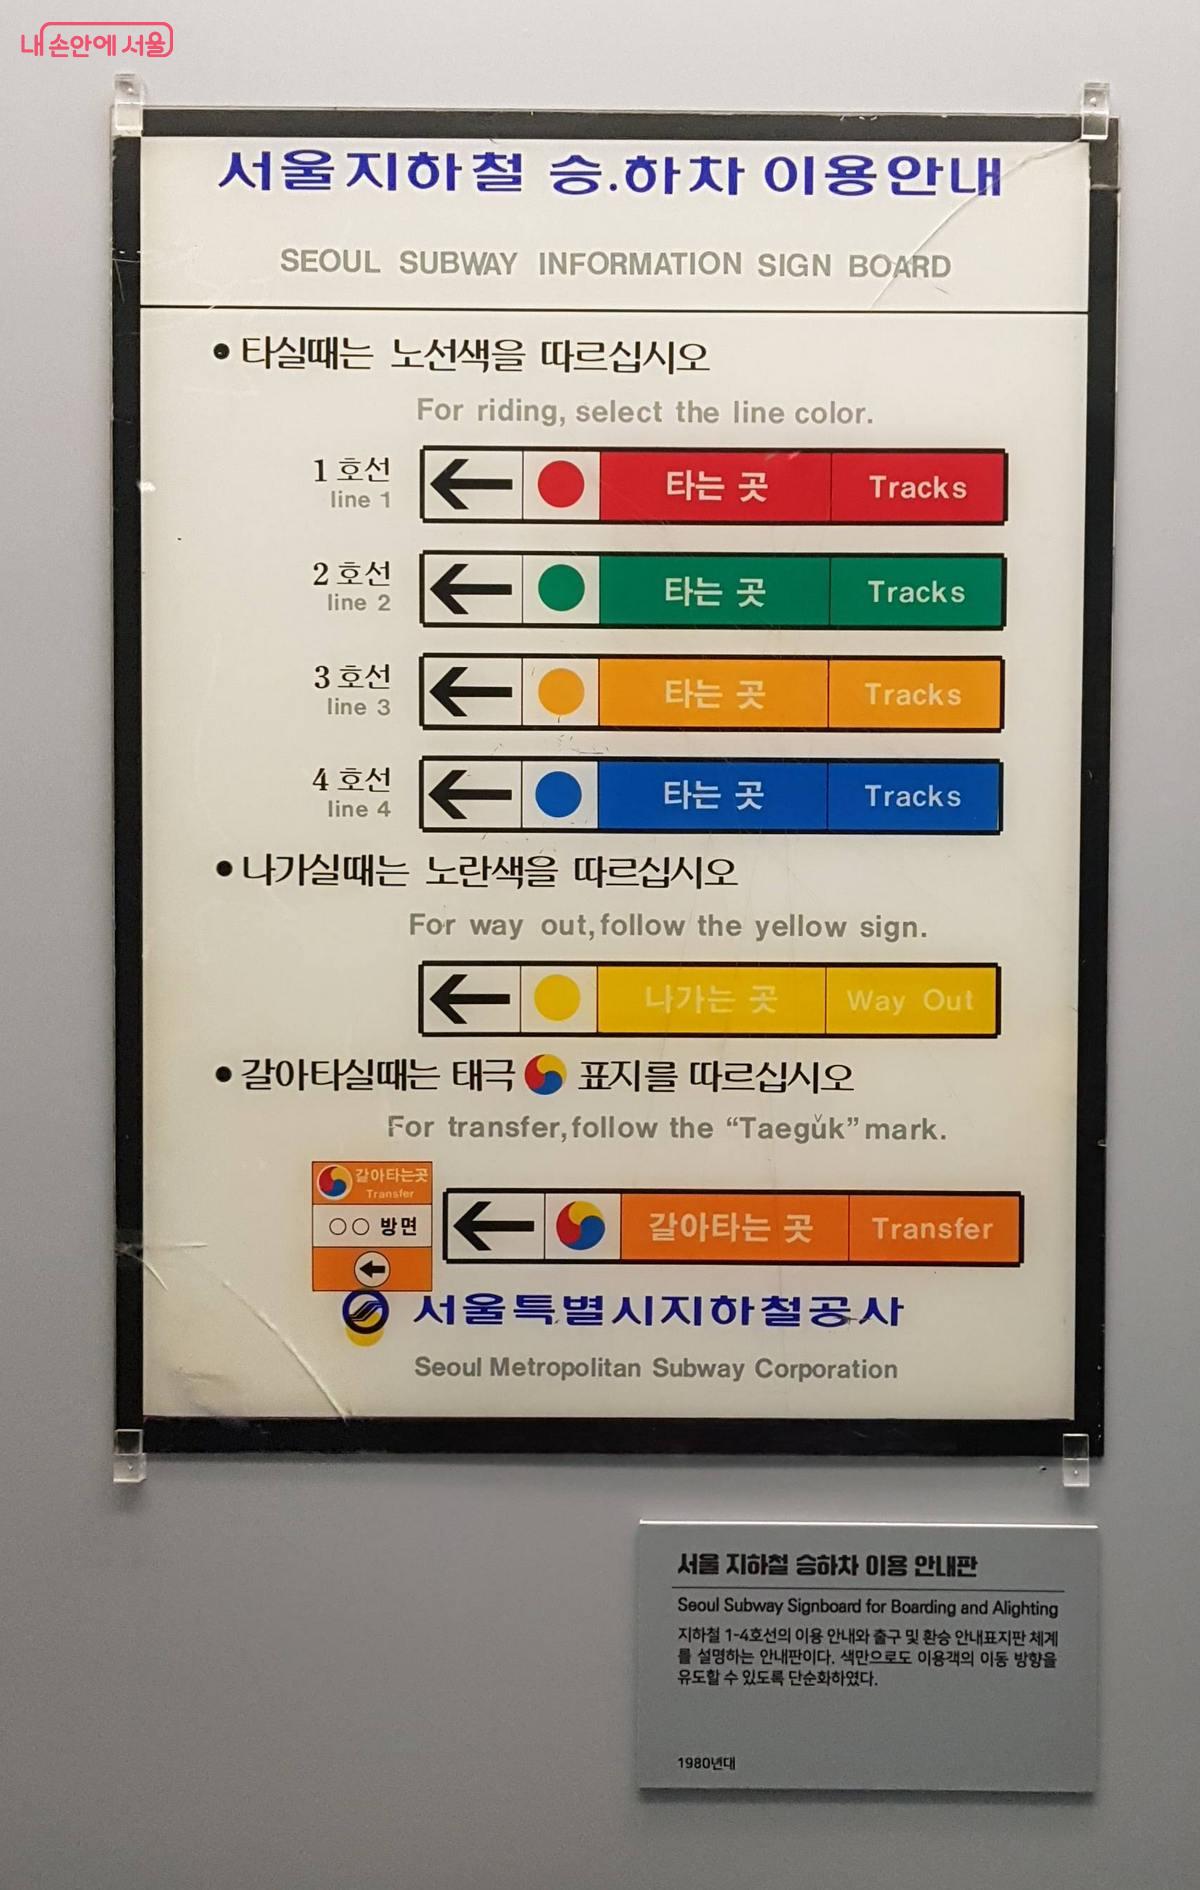 내 손안에 서울
서울지하철 승.하차 이용안내
SEOUL SUBWAY INFORMATION SIGN BOARD
● 타실때는 노선색을 따르십시오
For riding, select the line color.
1 호선
line 1
타는 곳 Tracks
2 호선
line 2
타는 곳 Tracks
3 호선
line 3
타는 곳 Tracks
4 호선
line 4
타는 곳 Tracks
● 나가실때는 노란색을 따르십시오
For way out, follow the yellow sign.
나가는 곳 Way Out
● 갈아타실때는 태극 표지를 따르십시오
For transfer, follow the “Taegǔk” mark.
갈아타는곳
Transfer
○○ 방면
갈아타는 곳 Transfer
서울특별시지하철공사
Seoul Metropolitan Subway Corporation
서울 지하철 승하차 이용 안내판
Seoul Subway Signboard for Boarding and Alighting
지하철 1-4호선의 이용 안내와 출구 및 환승 안내표지판 체계
를 설명하는 안내판이다. 색만으로도 이용객의 이동 방향을
유도할 수 있도록 단순화하였다.
1980년대